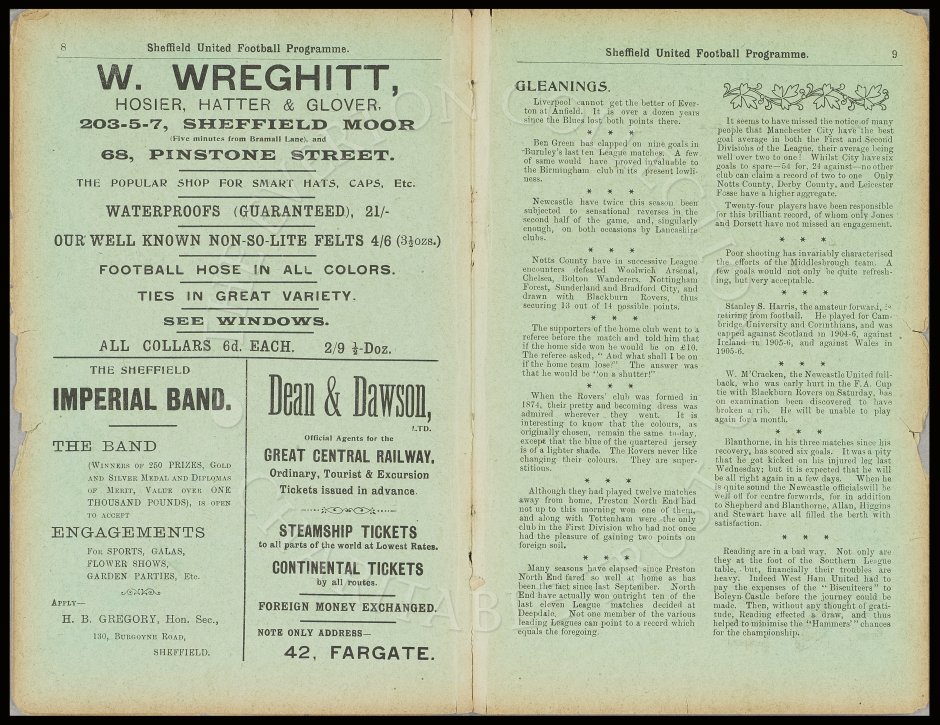 8
Sheffield United Football Programme.
W. WREGHITT,
HOSIER, HATTER & GLOVER,
203-5-7, SHEFFIELD MOOR
(Five minutes from Bramall Lane), and
68, PINSTONE STREET.
THE POPULAR SHOP FOR SMART HATS, CAPS, Etc.
WATERPROOFS (GUARANTEED), 21/-
OUR WELL KNOWN NON-SO-LITE FELTS 4/6 (3½ozs.)
FOOTBALL HOSE IN ALL COLORS.
TIES IN GREAT VARIETY.
SEE WINDOWS.
ALL COLLARS 6d. EACH. 2/9 ½-Doz.
THE SHEFFIELD
IMPERIAL BAND.
THE BAND
(WINNERS OF 250 PRIZES, GOLD
AND SILVER MEDAL AND DIPLOMAS
OF MERIT, VALUE OVER ONE
THOUSAND POUNDS), IS OPEN
TO ACCEPT
ENGAGEMENTS
FOR SPORTS, GALAS,
FLOWER SHOWS,
GARDEN PARTIES, Etc.
APPLY—
H. B. GREGORY, Hon. Sec.,
130, BURGOYNE ROAD,
SHEFFIELD.
Dean & Dawson,
LTD.
Official Agents for the
GREAT CENTRAL RAILWAY.
Ordinary, Tourist & Excursion
Tickets issued in advance.
STEAMSHIP TICKETS
to all parts of the world at Lowest Rates.
CONTINENTAL TICKETS
by all routes.
FOREIGN MONEY EXCHANGED.
NOTE ONLY ADDRESS—
42, FARGATE.
Sheffield United Football Programme.
9
GLEANINGS.
Liverpool cannot get the better of Ever-
ton at Anfield. It is over a dozen years
since the Blues lost both points there.
* * *
Ben Green has clapped on nine goals in
Burnley's last ten League matches. A few
of same would have proved invaluable to
the Birmingham club in its present lowli-
ness.
* * *
Newcastle have twice this season been
subjected to sensational reverses in the
second half of the game, and, singularly
enough, on both occasions by Lancashire
clubs.
* * *
Notts County have in successive League
encounters defeated Woolwich Arsenal,
Chelsea, Bolton Wanderers, Nottingham
Forest, Sunderland and Bradford City, and
drawn with Blackburn Rovers, thus
securing 13 out of 14 possible points.
* * *
The supporters of the home club went to a
referee before the match and told him that
if the home side won he would be on £10.
The referee asked, " And what shall I be on
if the home team lose?" The answer was
that he would be "on a shutter!"
* * *
When the Rovers' club was formed in
1874, their pretty and becoming dress was
admired wherever they went. It is
interesting to know that the colours, as
originally chosen, remain the same to-day,
except that the blue of the quartered jersey
is of a lighter shade. The Rovers never like
changing their colours. They are super-
stitious.
* * *
Although they had played twelve matches
away from home, Preston North End had
not up to this morning won one of them,
and along with Tottenham were the only
club in the First Division who had not once
had the pleasure of gaining two points on
foreign soil.
* * *
Many seasons have elapsed since Preston
North End fared so well at home as has
been the fact since last September. North
End have actually won outright ten of the
last eleven League matches decided at
Deepdale. Not one member of the various
leading Leagues can point to a record which
equals the foregoing.
It seems to have missed the notice of many
people that Manchester City have the best
goal average in both the First and Second
Divisions of the League, their average being
well over two to one! Whilst City have six
goals to spare—54 for, 24 against—no other
club can claim a record of two to one Only
Notts County, Derby County, and Leicester
Fosse have a higher aggregate.
Twenty-four players have been responsible
for this brilliant record, of whom only Jones
and Dorsett have not missed an engagement.
* * *
Poor shooting has invariably characterised
the efforts of the Middlesbrough team. A
few goals would not only be quite refresh-
ing, but very acceptable.
* * *
Stanley S. Harris, the amateur forward, is
retiring from football. He played for Cam-
bridge University and Corinthians, and was
capped against Scotland in 1904-6, against
Ireland in 1905-6, and against Wales in
1905-6.
* * *
W. M'Cracken, the Newcastle United full-
back, who was early hurt in the F.A. Cup
tie with Blackburn Rovers on Saturday, has
on examination been discovered to have
broken a rib. He will be unable to play
again for a month.
* * *
Blanthorne, in his three matches since his
recovery, has scored six goals. It was a pity
that he got kicked on his injured leg last
Wednesday; but it is expected that he will
be all right again in a few days. When he
is quite sound the Newcastle officials will be
well off for centre forwards, for in addition
to Shepherd and Blanthorne, Allan, Higgins
and Stewart have all filled the berth with
satisfaction.
* * *
Reading are in a bad way. Not only are
they at the foot of the Southern League
table, but, financially their troubles are
heavy. Indeed West Ham United had to
pay the expenses of the "Biscuiteers" to
Boleyn Castle before the journey could be
made. Then, without any thought of grati-
tude, Reading effected a draw, and thus
helped to minimise the "Hammers'" chances
for the championship.